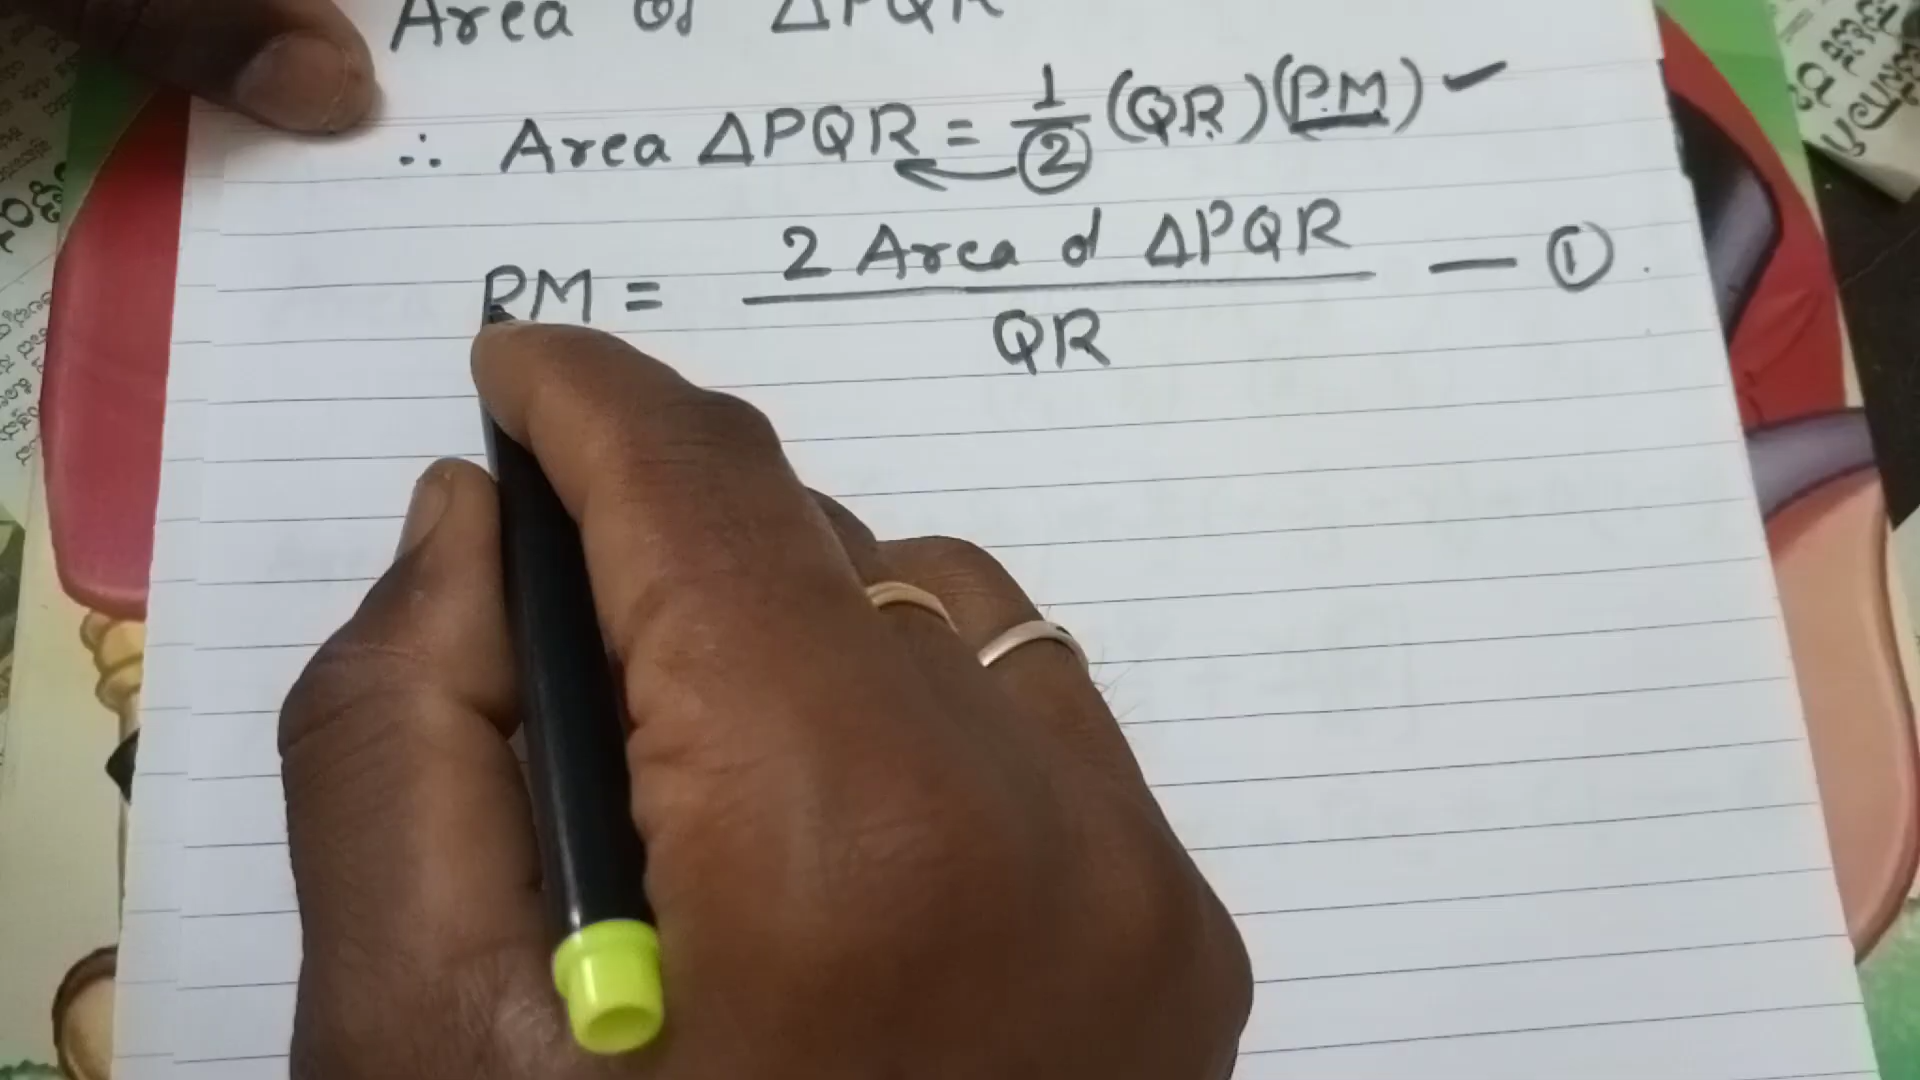 Area of ΔPQR
∴ Area ΔPQR = 1/2 (QR)(PM) –
PM = 2 Area of ΔPQR / QR — ①